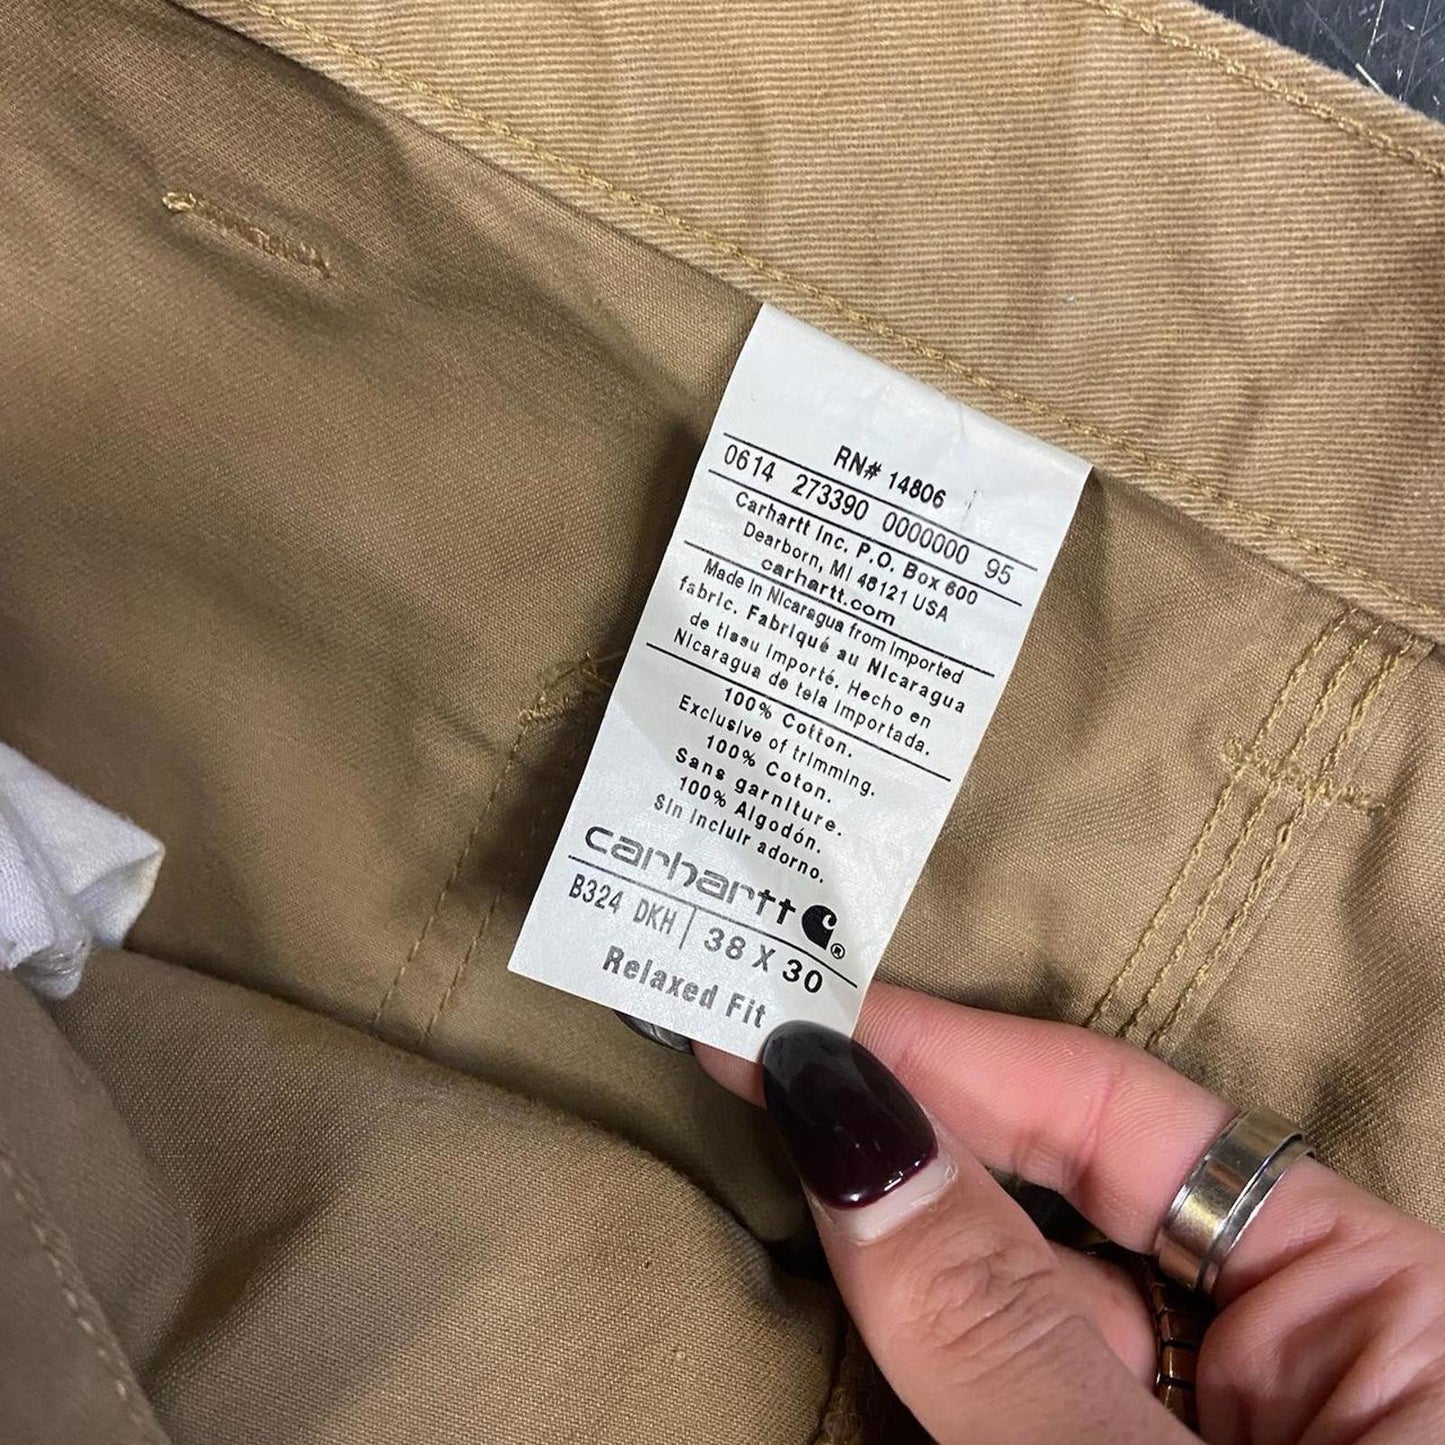 RN# 14806
0614 273390 0000000 95
Carhartt Inc. P.O. Box 600
Dearborn, MI 48121 USA
carhartt.com
Made in Nicaragua from imported
fabric. Fabriqué au Nicaragua
de tissu importé. Hecho en
Nicaragua de tela importada.
100% Cotton.
Exclusive of trimming.
100% Coton.
Sans garniture.
100% Algodón.
Sin incluir adorno.
carhartt ®
B324 DKH | 38 X 30
Relaxed Fit